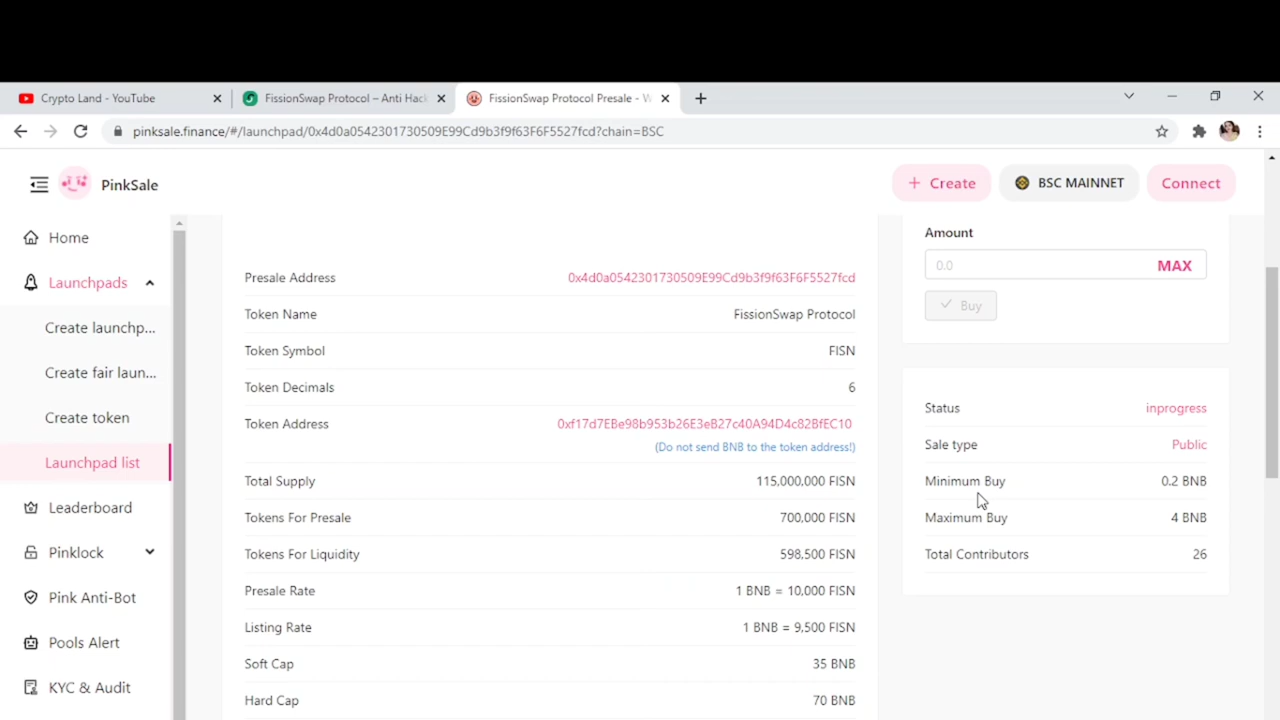 Crypto Land - YouTube
FissionSwap Protocol – Anti Hack
FissionSwap Protocol Presale - W
pinksale.finance/#/launchpad/0x4d0a0542301730509E99Cd9b3f9f63F6F5527fcd?chain=BSC
PinkSale
+ Create
BSC MAINNET
Connect
Home
Launchpads
Create launchp...
Create fair laun...
Create token
Launchpad list
Leaderboard
Pinklock
Pink Anti-Bot
Pools Alert
KYC & Audit
Presale Address 0x4d0a0542301730509E99Cd9b3f9f63F6F5527fcd
Token Name FissionSwap Protocol
Token Symbol FISN
Token Decimals 6
Token Address 0xf17d7EBe98b953b26E3eB27c40A94D4c82BfEC10
(Do not send BNB to the token address!)
Total Supply 115,000,000 FISN
Tokens For Presale 700,000 FISN
Tokens For Liquidity 598,500 FISN
Presale Rate 1 BNB = 10,000 FISN
Listing Rate 1 BNB = 9,500 FISN
Soft Cap 35 BNB
Hard Cap 70 BNB
Amount
0.0 MAX
Buy
Status inprogress
Sale type Public
Minimum Buy 0.2 BNB
Maximum Buy 4 BNB
Total Contributors 26